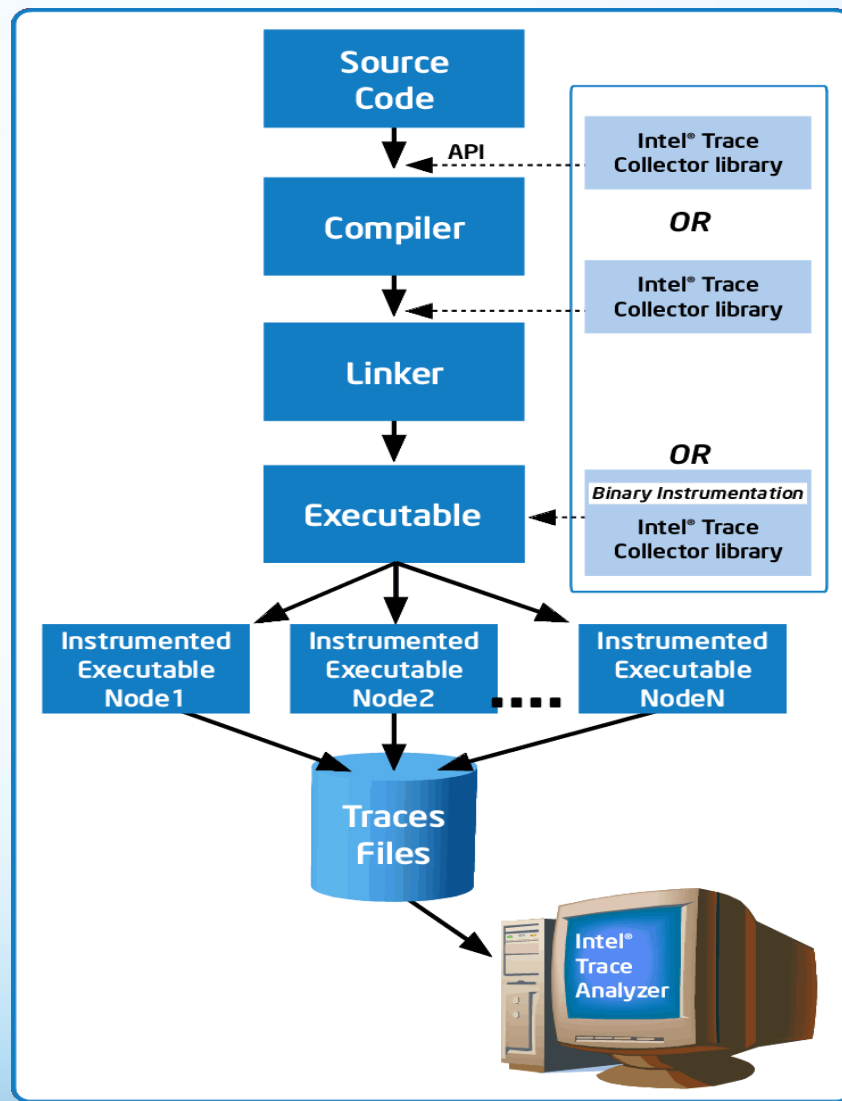 Source
Code
API
Intel® Trace
Collector library
OR
Compiler
Intel® Trace
Collector library
Linker
OR
Binary Instrumentation
Intel® Trace
Collector library
Executable
Instrumented
Executable
Node1
Instrumented
Executable
Node2
Instrumented
Executable
NodeN
Traces
Files
Intel®
Trace
Analyzer